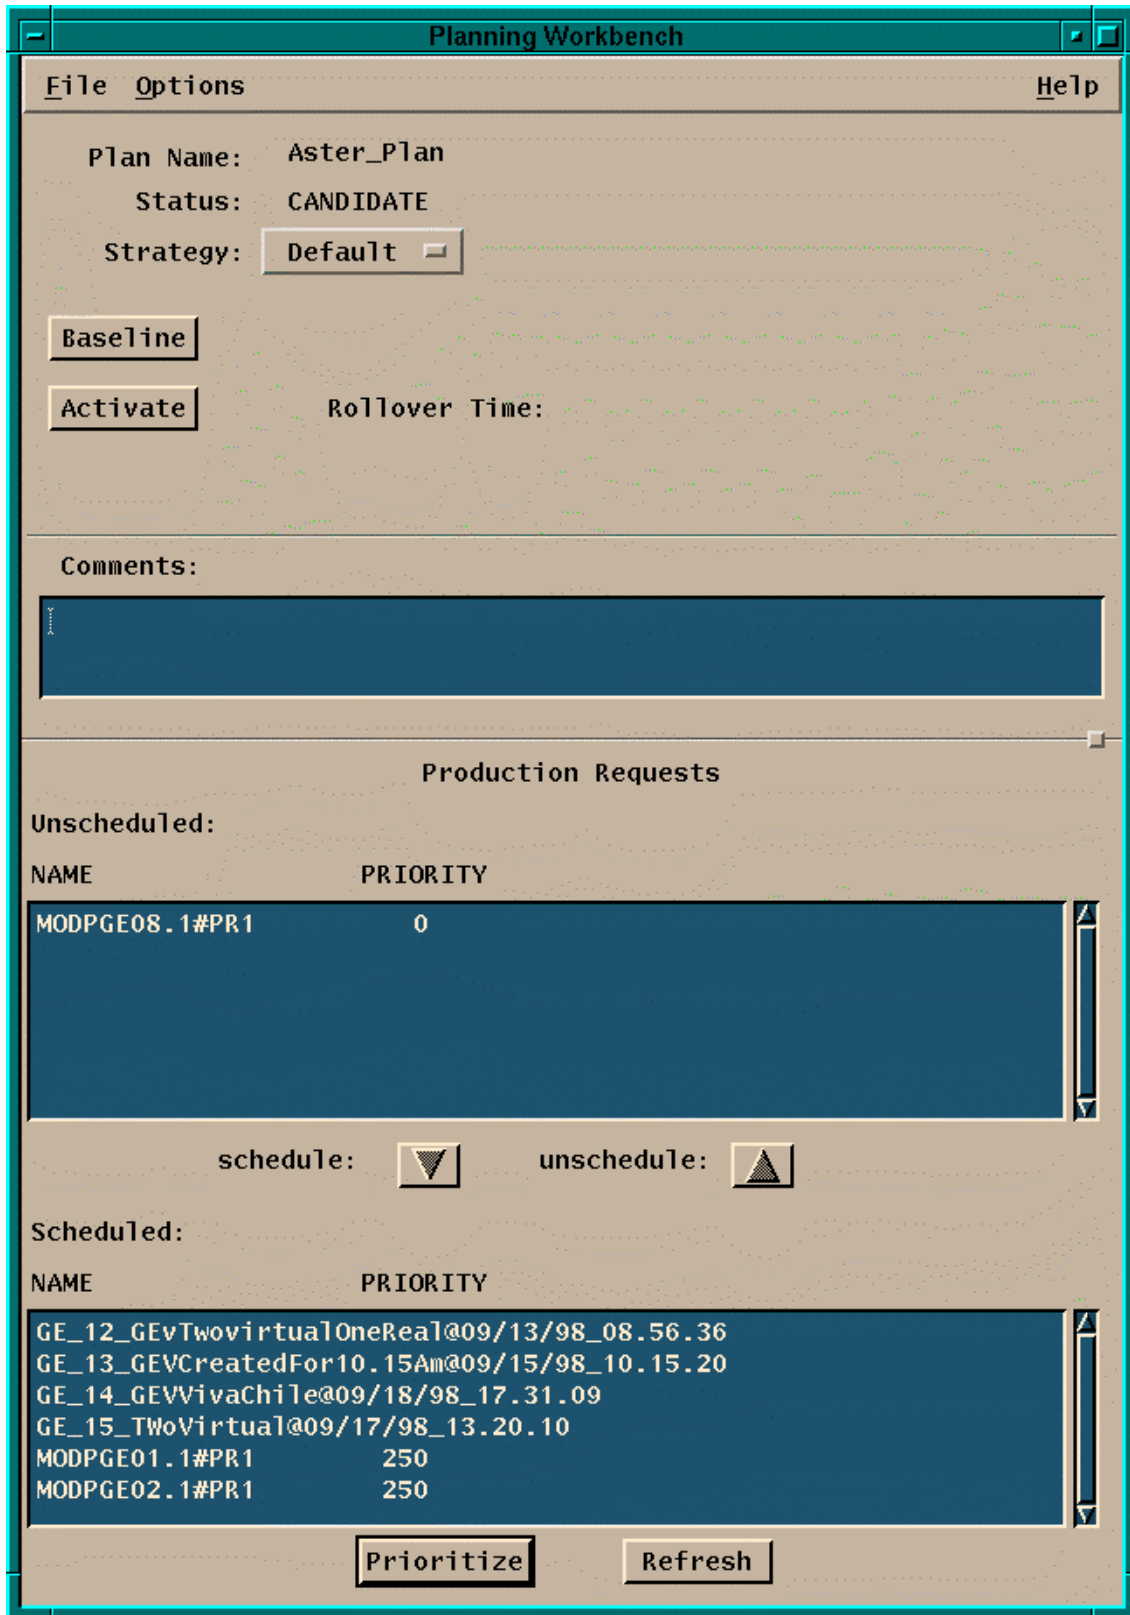 Planning Workbench
File Options Help
Plan Name: Aster_Plan
Status: CANDIDATE
Strategy: Default
Baseline
Activate Rollover Time:
Comments:
Production Requests
Unscheduled:
NAME PRIORITY
MODPGE08.1#PR1 0
schedule: unschedule:
Scheduled:
NAME PRIORITY
GE_12_GEvTwovirtualOneReal@09/13/98_08.56.36
GE_13_GEVCreatedFor10.15Am@09/15/98_10.15.20
GE_14_GEVVivaChile@09/18/98_17.31.09
GE_15_TWoVirtual@09/17/98_13.20.10
MODPGE01.1#PR1 250
MODPGE02.1#PR1 250
Prioritize Refresh